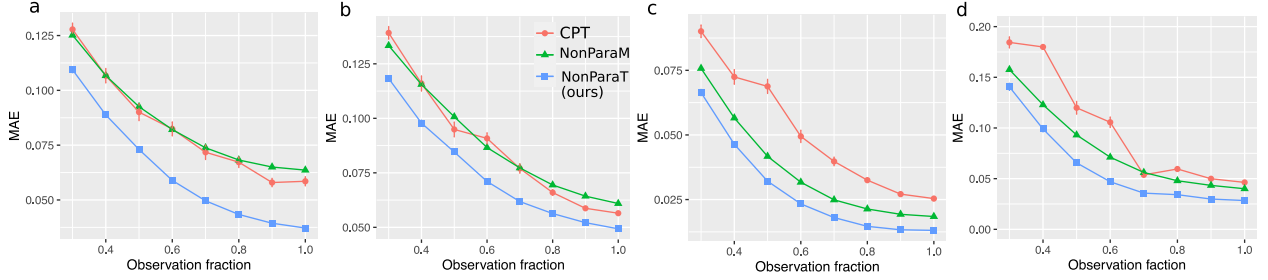 a
0.125
0.100
0.075
0.050
MAE
0.4
0.6
0.8
1.0
Observation fraction
b
0.125
0.100
0.075
0.050
MAE
0.4
0.6
0.8
1.0
Observation fraction
CPT
NonParaM
NonParaT
(ours)
c
0.075
0.050
0.025
MAE
0.4
0.6
0.8
1.0
Observation fraction
d
0.20
0.15
0.10
0.05
0.00
MAE
0.4
0.6
0.8
1.0
Observation faction